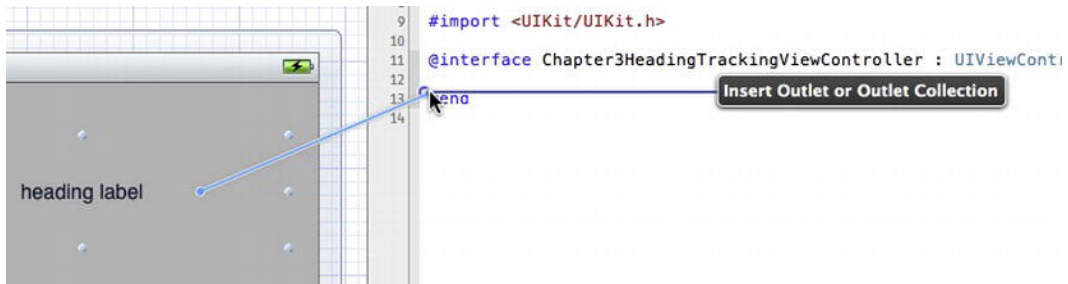 9 #import <UIKit/UIKit.h>
10
11 @interface Chapter3HeadingTrackingViewController : UIViewContr
12
13 @end
14
Insert Outlet or Outlet Collection
heading label